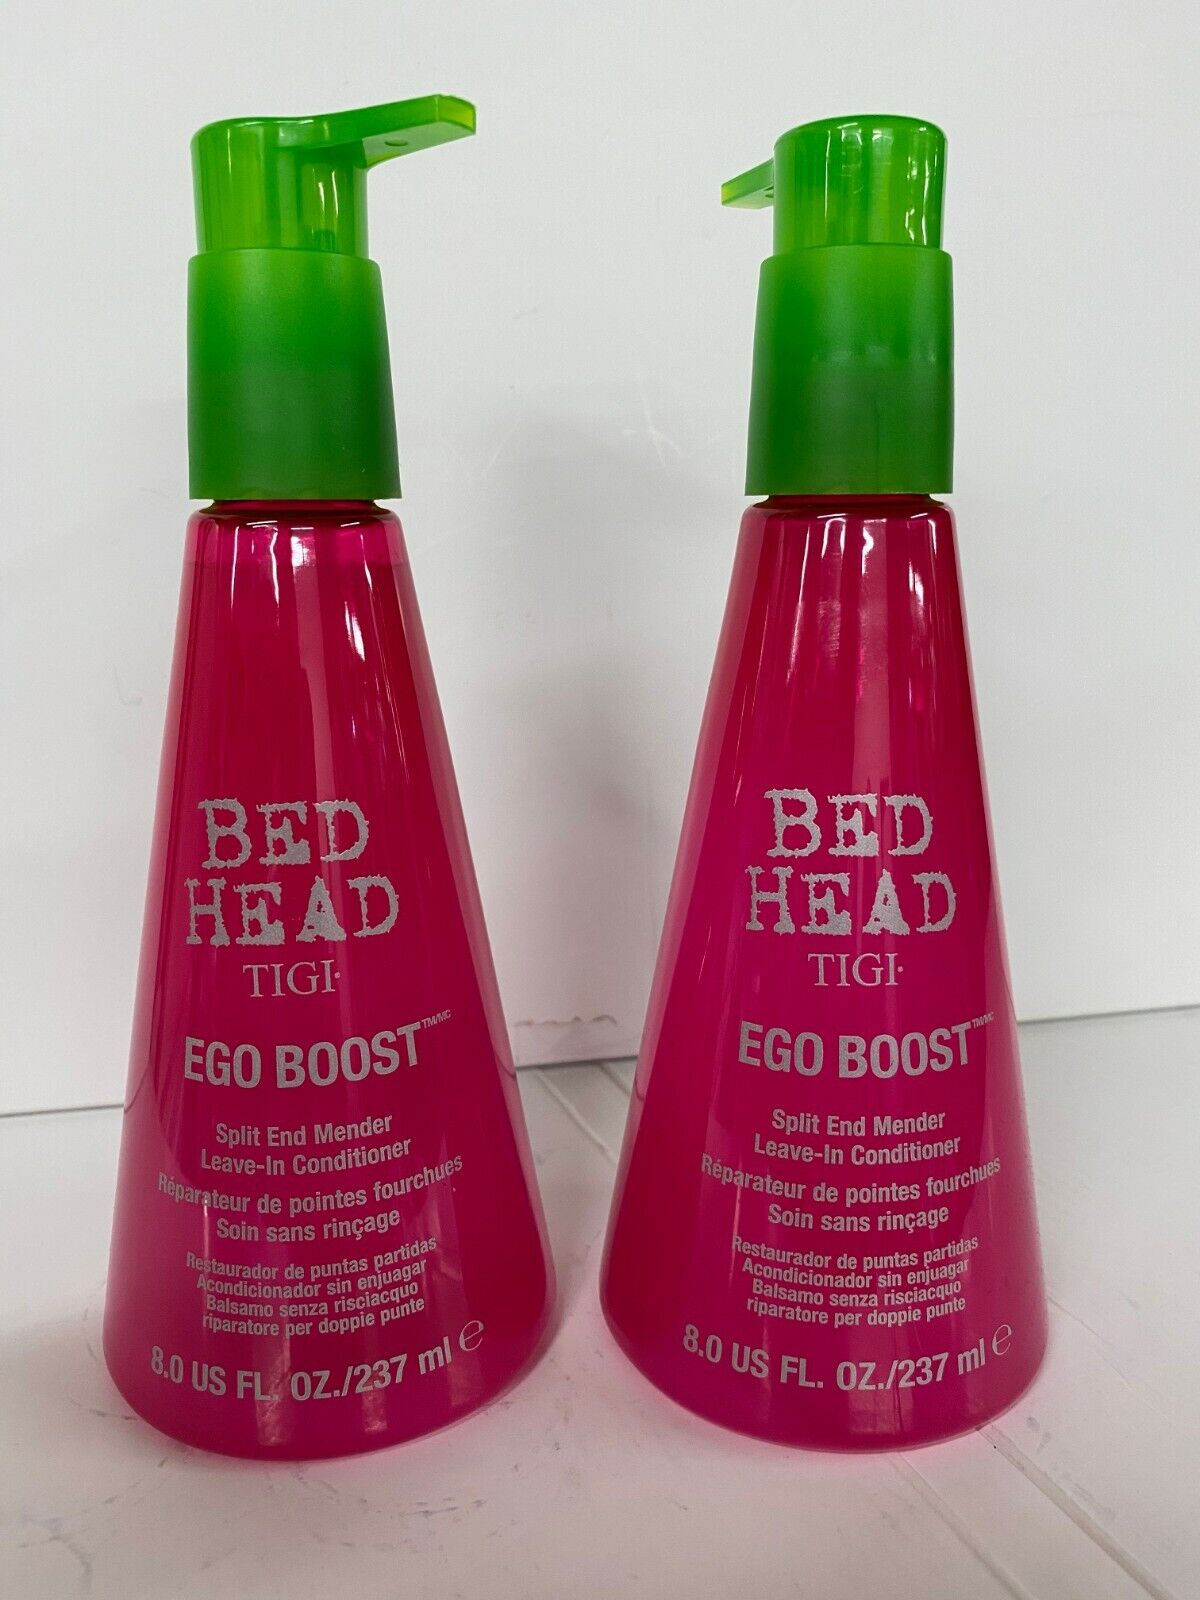 BED
HEAD
TIGI
EGO BOOST TM/MC
Split End Mender
Leave-In Conditioner
Réparateur de pointes fourchues
Soin sans rinçage
Restaurador de puntas partidas
Acondicionador sin enjuagar
Balsamo senza risciacquo
riparatore per doppie punte
8.0 US FL. OZ./237 ml e
BED
HEAD
TIGI
EGO BOOST TM/MC
Split End Mender
Leave-In Conditioner
Réparateur de pointes fourchues
Soin sans rinçage
Restaurador de puntas partidas
Acondicionador sin enjuagar
Balsamo senza risciacquo
riparatore per doppie punte
8.0 US FL. OZ./237 ml e